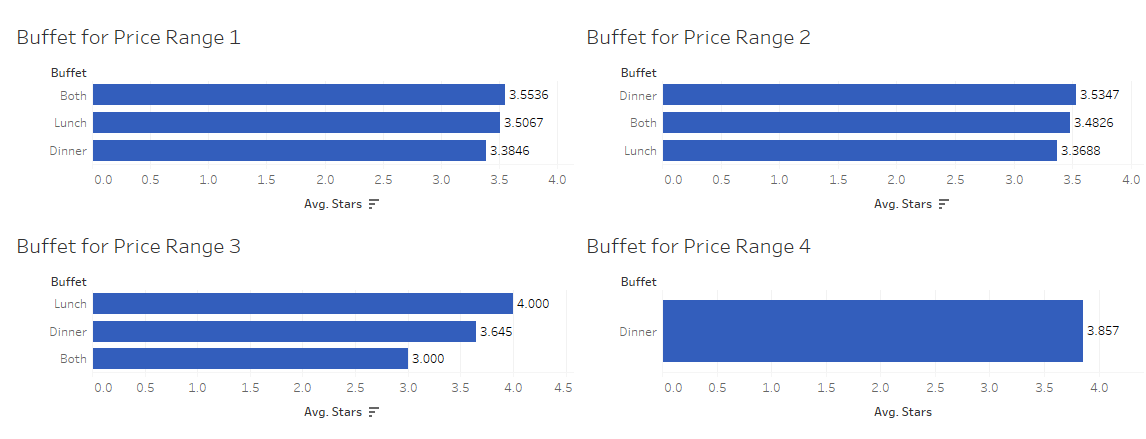 Buffet for Price Range 1
Buffet
Both 3.5536
Lunch 3.5067
Dinner 3.3846
0.0 0.5 1.0 1.5 2.0 2.5 3.0 3.5 4.0
Avg. Stars
Buffet for Price Range 2
Buffet
Dinner 3.5347
Both 3.4826
Lunch 3.3688
0.0 0.5 1.0 1.5 2.0 2.5 3.0 3.5 4.0
Avg. Stars
Buffet for Price Range 3
Buffet
Lunch 4.000
Dinner 3.645
Both 3.000
0.0 0.5 1.0 1.5 2.0 2.5 3.0 3.5 4.0 4.5
Avg. Stars
Buffet for Price Range 4
Buffet
Dinner 3.857
0.0 0.5 1.0 1.5 2.0 2.5 3.0 3.5 4.0
Avg. Stars